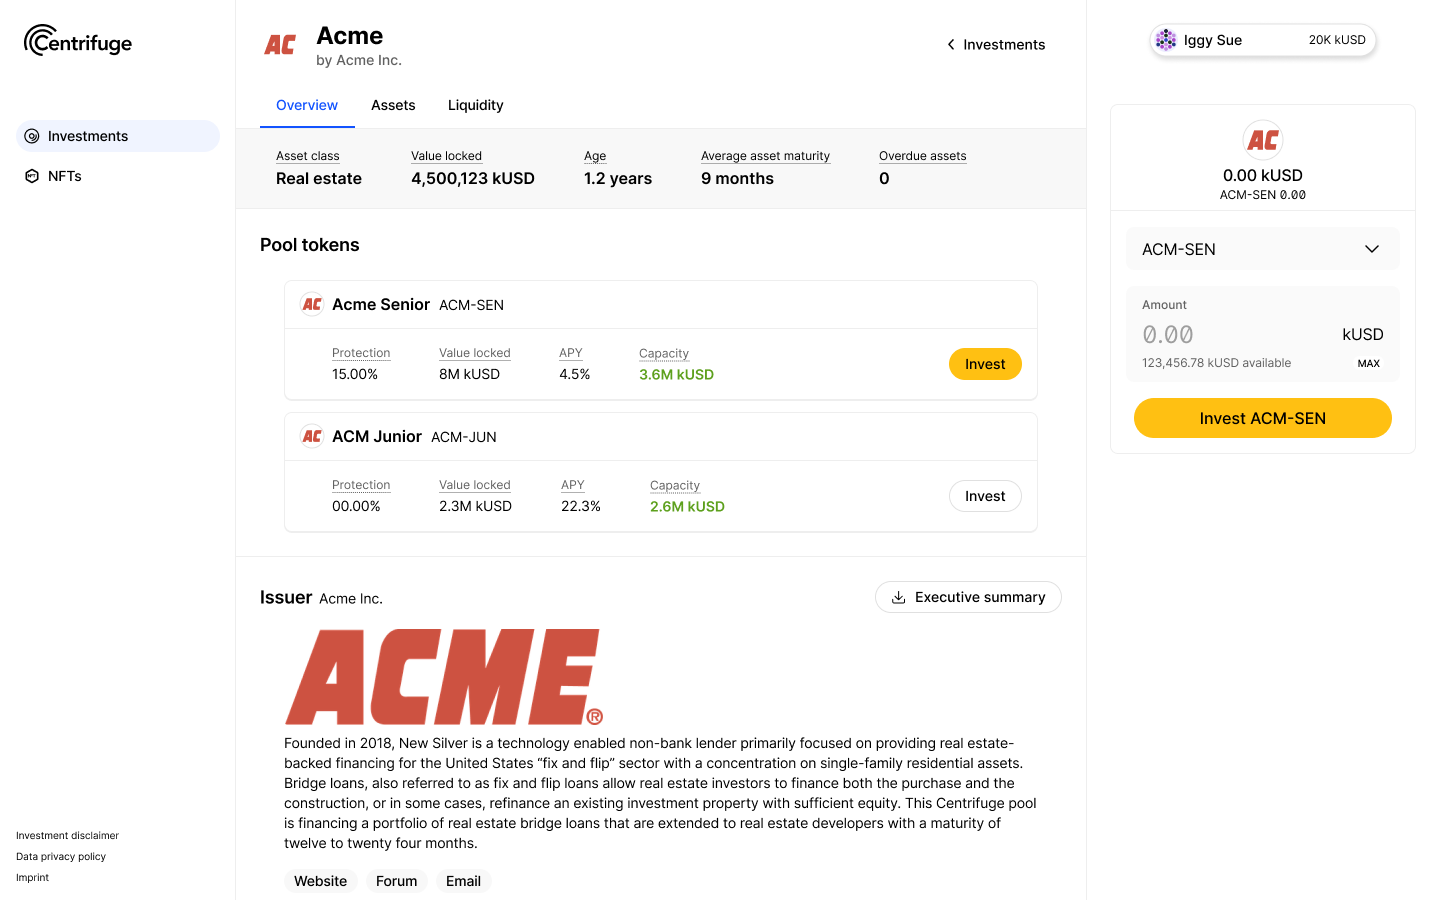 Centrifuge
Investments
NFTs
Investment disclaimer
Data privacy policy
Imprint
AC
Acme
by Acme Inc.
Investments
Overview Assets Liquidity
Asset class Value locked Age Average asset maturity Overdue assets
Real estate 4,500,123 kUSD 1.2 years 9 months 0
Pool tokens
AC Acme Senior ACM-SEN
Protection Value locked APY Capacity
15.00% 8M kUSD 4.5% 3.6M kUSD
Invest
AC ACM Junior ACM-JUN
Protection Value locked APY Capacity
00.00% 2.3M kUSD 22.3% 2.6M kUSD
Invest
Issuer Acme Inc.
Executive summary
ACME®
Founded in 2018, New Silver is a technology enabled non-bank lender primarily focused on providing real estate-
backed financing for the United States “fix and flip” sector with a concentration on single-family residential assets.
Bridge loans, also referred to as fix and flip loans allow real estate investors to finance both the purchase and the
construction, or in some cases, refinance an existing investment property with sufficient equity. This Centrifuge pool
is financing a portfolio of real estate bridge loans that are extended to real estate developers with a maturity of
twelve to twenty four months.
Website Forum Email
Iggy Sue 20K kUSD
AC
0.00 kUSD
ACM-SEN 0.00
ACM-SEN
Amount
0.00 kUSD
123,456.78 kUSD available MAX
Invest ACM-SEN